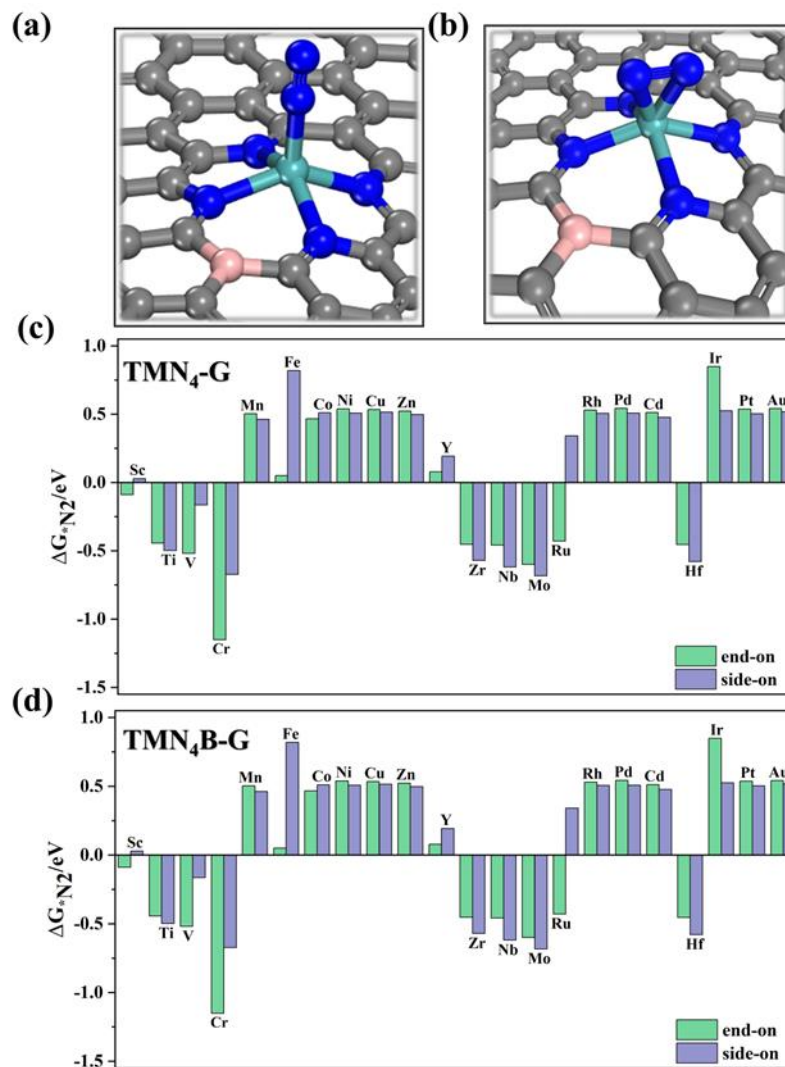 (a)
(b)
(c)
TMN₄-G
ΔG*N2/eV
1.0
0.5
0.0
-0.5
-1.0
-1.5
Sc
Ti
V
Cr
Mn
Fe
Co
Ni
Cu
Zn
Y
Zr
Nb
Mo
Ru
Rh
Pd
Cd
Hf
Ir
Pt
Au
end-on
side-on
(d)
TMN₄B-G
ΔG*N2/eV
1.0
0.5
0.0
-0.5
-1.0
-1.5
Sc
Ti
V
Cr
Mn
Fe
Co
Ni
Cu
Zn
Y
Zr
Nb
Mo
Ru
Rh
Pd
Cd
Hf
Ir
Pt
Au
end-on
side-on